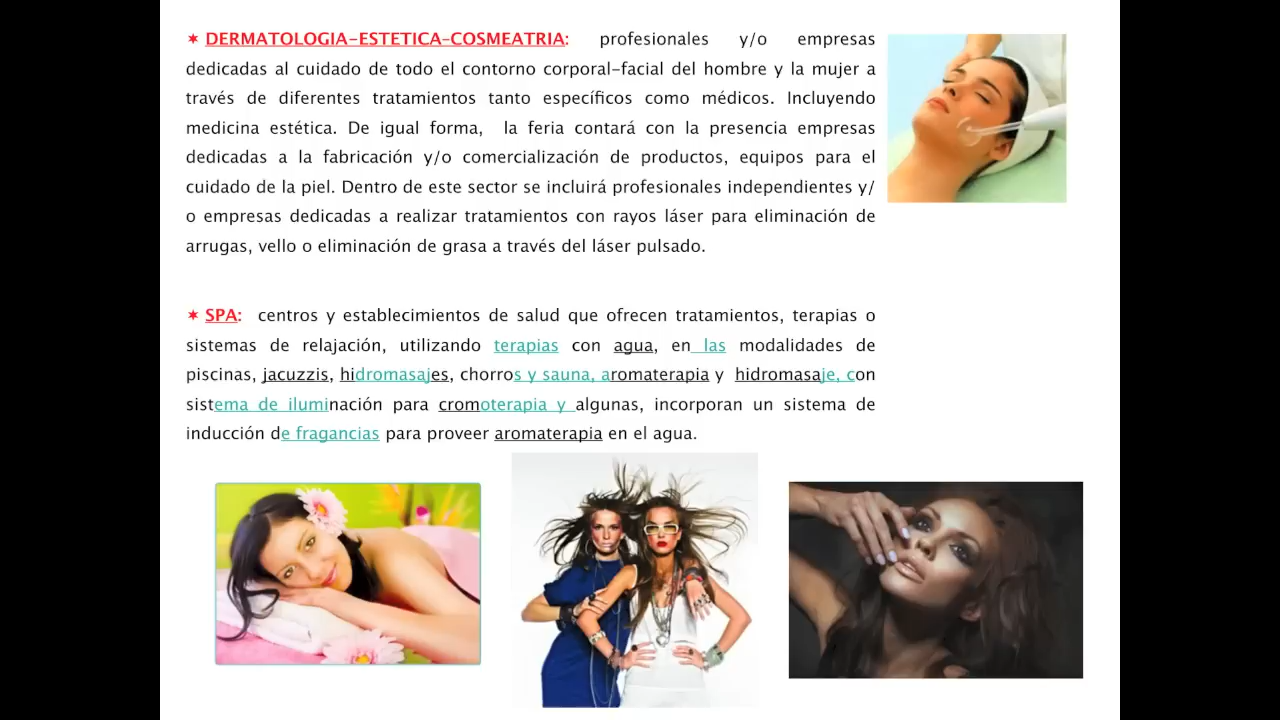 ✶ DERMATOLOGIA-ESTETICA-COSMEATRIA: profesionales y/o empresas
dedicadas al cuidado de todo el contorno corporal-facial del hombre y la mujer a
través de diferentes tratamientos tanto específicos como médicos. Incluyendo
medicina estética. De igual forma, la feria contará con la presencia empresas
dedicadas a la fabricación y/o comercialización de productos, equipos para el
cuidado de la piel. Dentro de este sector se incluirá profesionales independientes y/
o empresas dedicadas a realizar tratamientos con rayos láser para eliminación de
arrugas, vello o eliminación de grasa a través del láser pulsado.
✶ SPA: centros y establecimientos de salud que ofrecen tratamientos, terapias o
sistemas de relajación, utilizando terapias con agua, en las modalidades de
piscinas, jacuzzis, hidromasajes, chorros y sauna, aromaterapia y hidromasaje, con
sistema de iluminación para cromoterapia y algunas, incorporan un sistema de
inducción de fragancias para proveer aromaterapia en el agua.